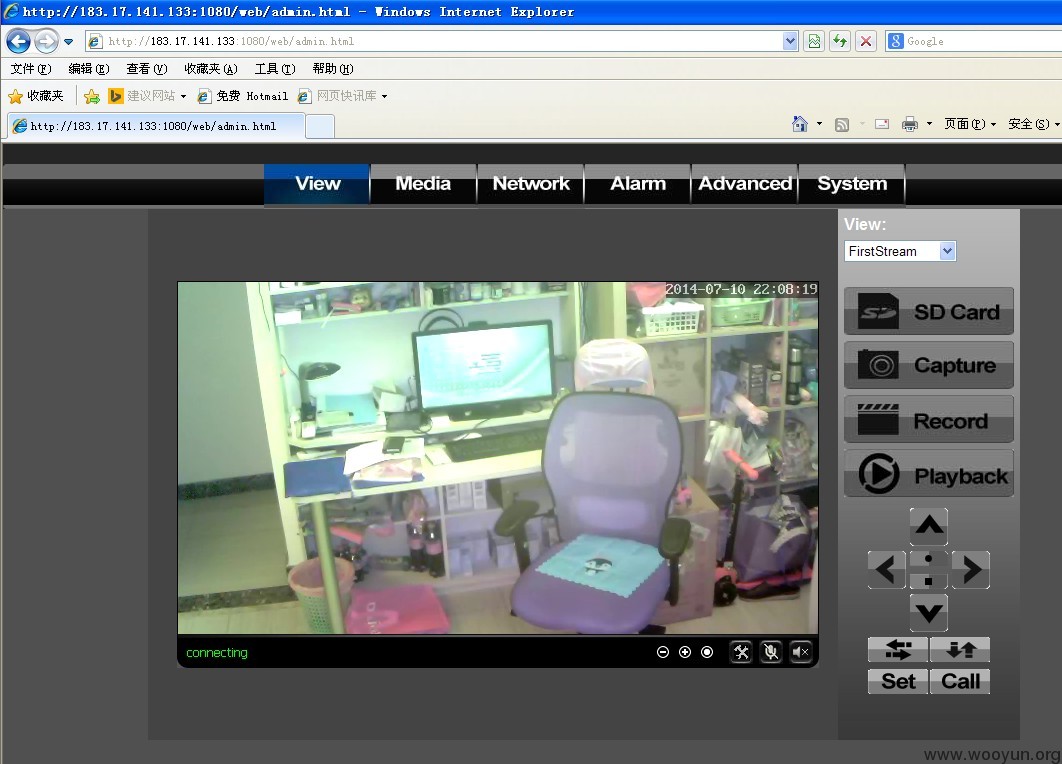 http://183.17.141.133:1080/web/admin.html - Windows Internet Explorer
http://183.17.141.133:1080/web/admin.html
Google
文件(F) 编辑(E) 查看(V) 收藏夹(A) 工具(T) 帮助(H)
收藏夹 建议网站 免费 Hotmail 网页快讯库
http://183.17.141.133:1080/web/admin.html
页面(P) 安全(S)
View Media Network Alarm Advanced System
View:
FirstStream
2014-07-10 22:08:19
SD Card
Capture
Record
Playback
connecting
Set Call
www.wooyun.org